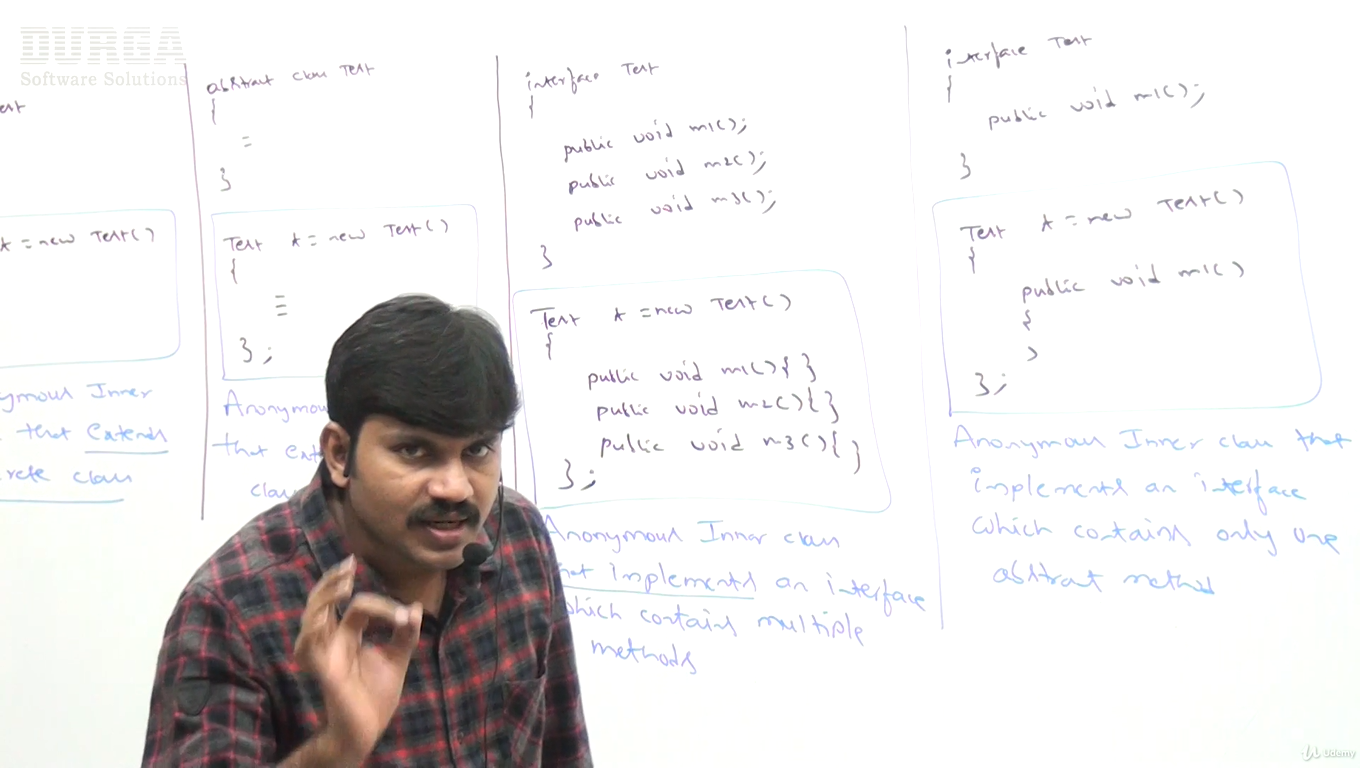 DURGA
Software Solutions
= new Test()
Inner
that extends
class
abstract class Test
{
=
}
Test t = new Test()
{
≡
};
Anonymou
that ext
clas
interface Test
{
public void m1();
public void m2();
public void m3();
}
Test t = new Test()
{
public void m1(){ }
public void m2(){ }
public void m3(){ }
};
Anonymous Inner class
that implements an interface
which contains multiple
methods
interface Test
{
public void m1();
}
Test t = new Test()
{
public void m1()
{
}
};
Anonymous Inner class that
implements an interface
which contains only one
abstract method
Udemy